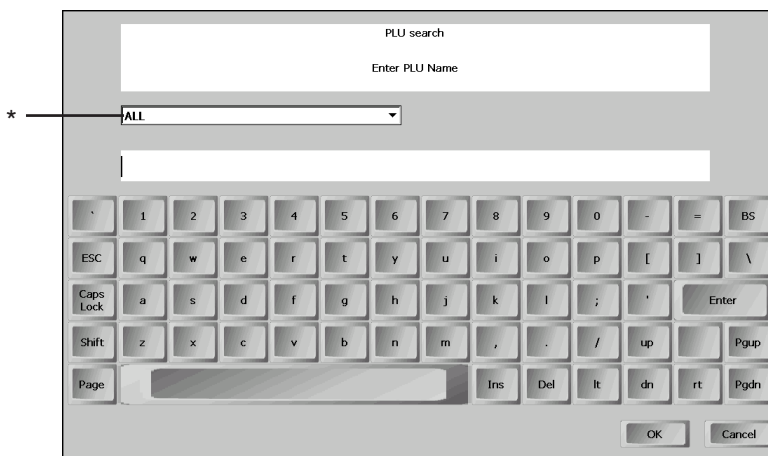 PLU search
Enter PLU Name
*
ALL
` 1 2 3 4 5 6 7 8 9 0 - = BS
ESC q w e r t y u i o p [ ] \
Caps Lock a s d f g h j k l ; ' Enter
Shift z x c v b n m , . / up Pgup
Page Ins Del lt dn rt Pgdn
OK Cancel